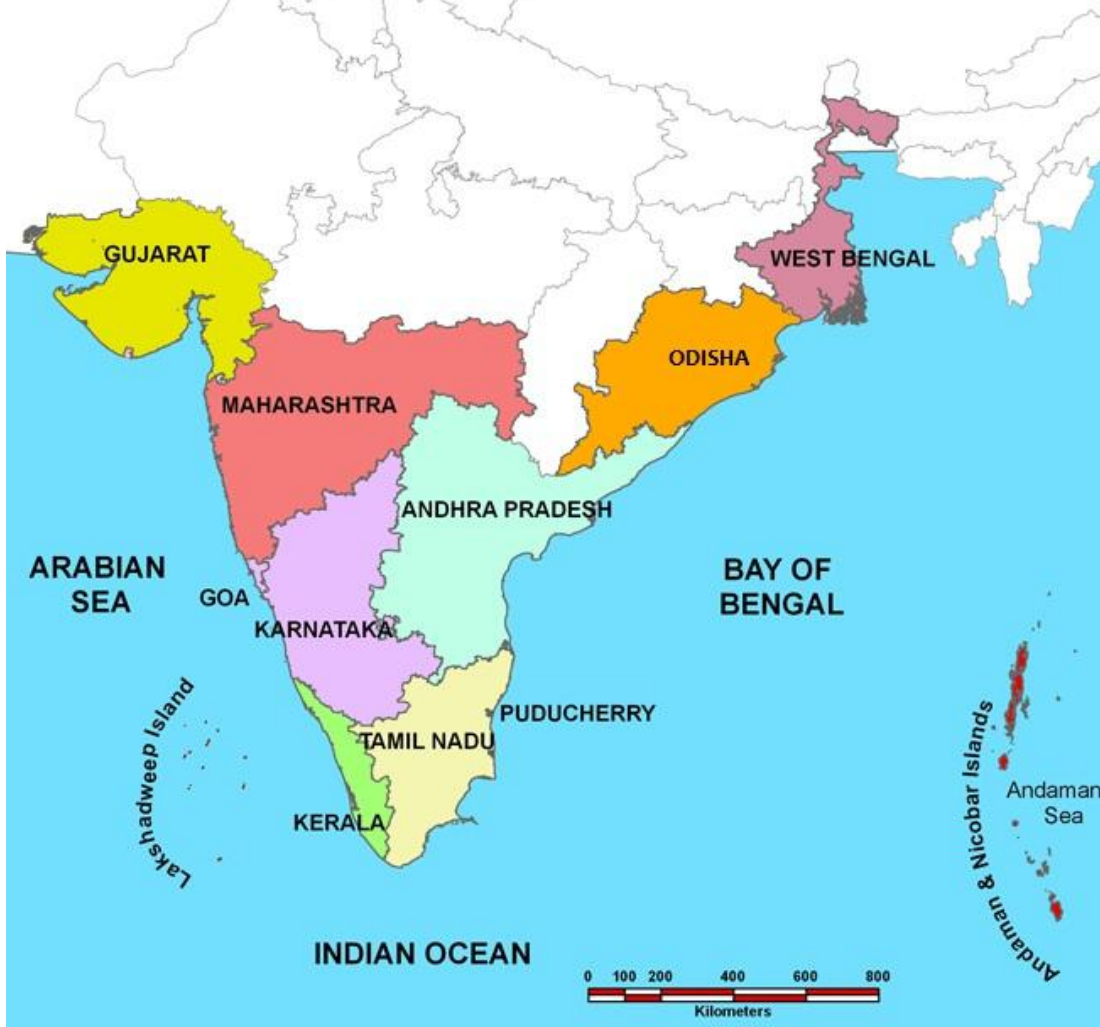 GUJARAT
WEST BENGAL
ODISHA
MAHARASHTRA
ANDHRA PRADESH
ARABIAN
SEA
GOA
KARNATAKA
BAY OF
BENGAL
PUDUCHERRY
TAMIL NADU
KERALA
Lakshadweep Island
Andaman & Nicobar Islands
Andaman
Sea
INDIAN OCEAN
0 100 200 400 600 800
Kilometers